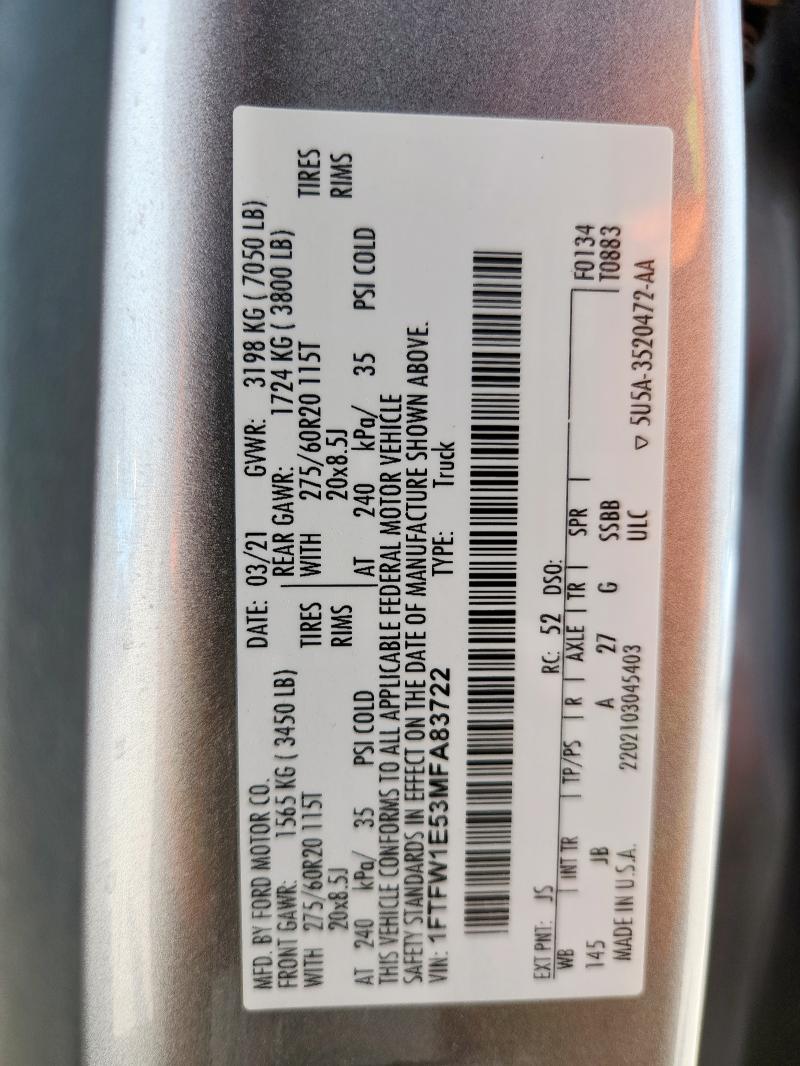 MFD. BY FORD MOTOR CO. DATE: 03/21 GVWR: 3198 KG ( 7050 LB)
FRONT GAWR: 1565 KG ( 3450 LB) REAR GAWR: 1724 KG ( 3800 LB)
WITH 275/60R20 115T TIRES WITH 275/60R20 115T TIRES
20x8.5J RIMS 20x8.5J RIMS
AT 240 kPa/ 35 PSI COLD AT 240 kPa/ 35 PSI COLD
THIS VEHICLE CONFORMS TO ALL APPLICABLE FEDERAL MOTOR VEHICLE
SAFETY STANDARDS IN EFFECT ON THE DATE OF MANUFACTURE SHOWN ABOVE.
VIN: 1FTFW1E53MFA83722 TYPE: Truck
EXT PNT: JS RC: 52 DSO:
WB INT TR TP/PS R AXLE TR SPR F0134
145 JB A 27 G SSBB T0883
MADE IN U.S.A. 2202103045403 ULC 5U5A-3520472-AA